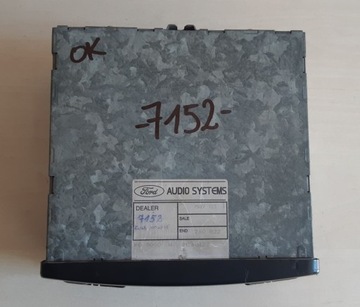 OK
-7152-
Ford AUDIO SYSTEMS
DEALER
7152
SALE
END